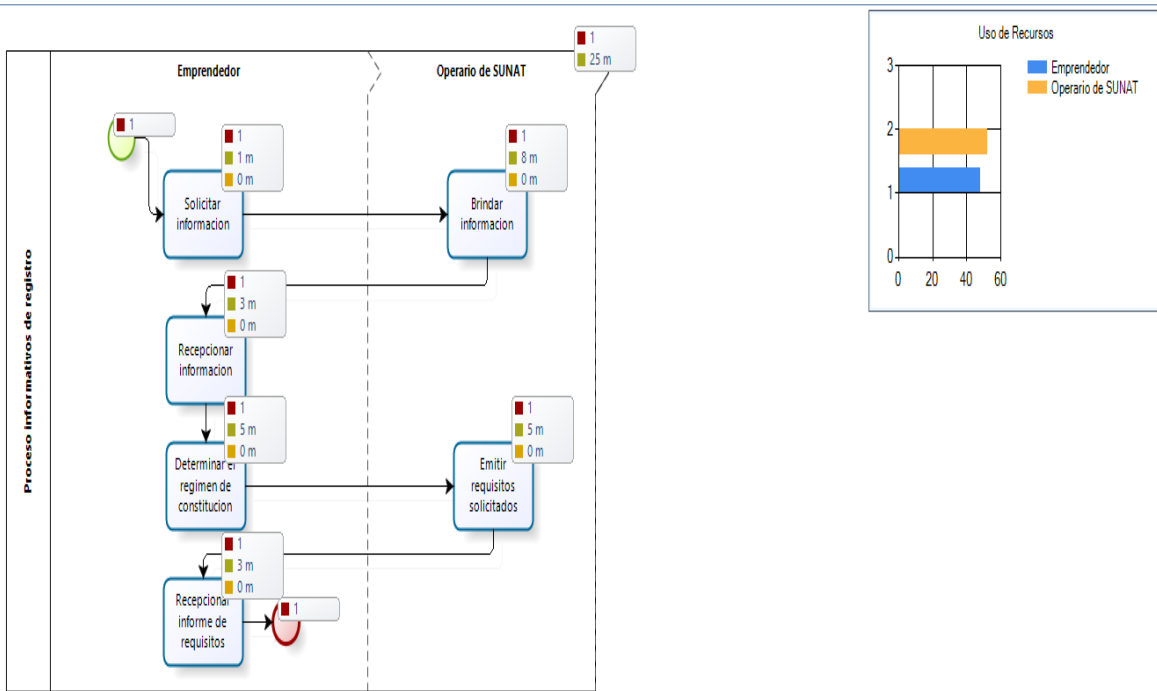 Proceso informativos de registro
Emprendedor
Operario de SUNAT
1
25 m
1
1
1 m
0 m
Solicitar
informacion
1
8 m
0 m
Brindar
informacion
1
3 m
0 m
Recepcionar
informacion
1
5 m
0 m
Determinar el
regimen de
constitucion
1
5 m
0 m
Emitir
requisitos
solicitados
1
3 m
0 m
Recepcionar
informe de
requisitos
1
Uso de Recursos
3
2
1
0
0 20 40 60
Emprendedor
Operario de SUNAT